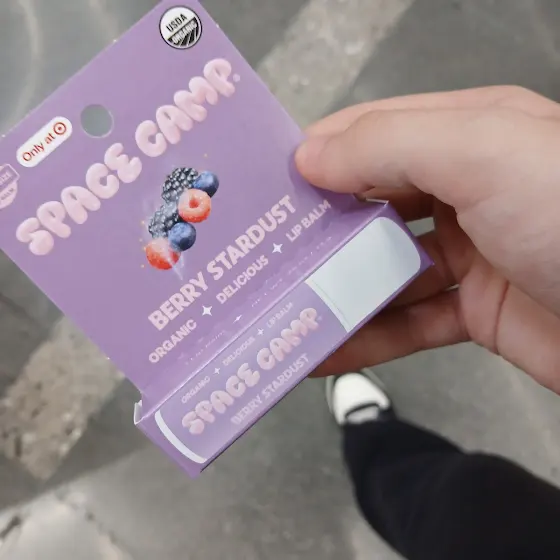 USDA
ORGANIC
Only at
SPACE CAMP
BERRY STARDUST
ORGANIC DELICIOUS LIP BALM
ORGANIC DELICIOUS LIP BALM
SPACE CAMP
BERRY STARDUST